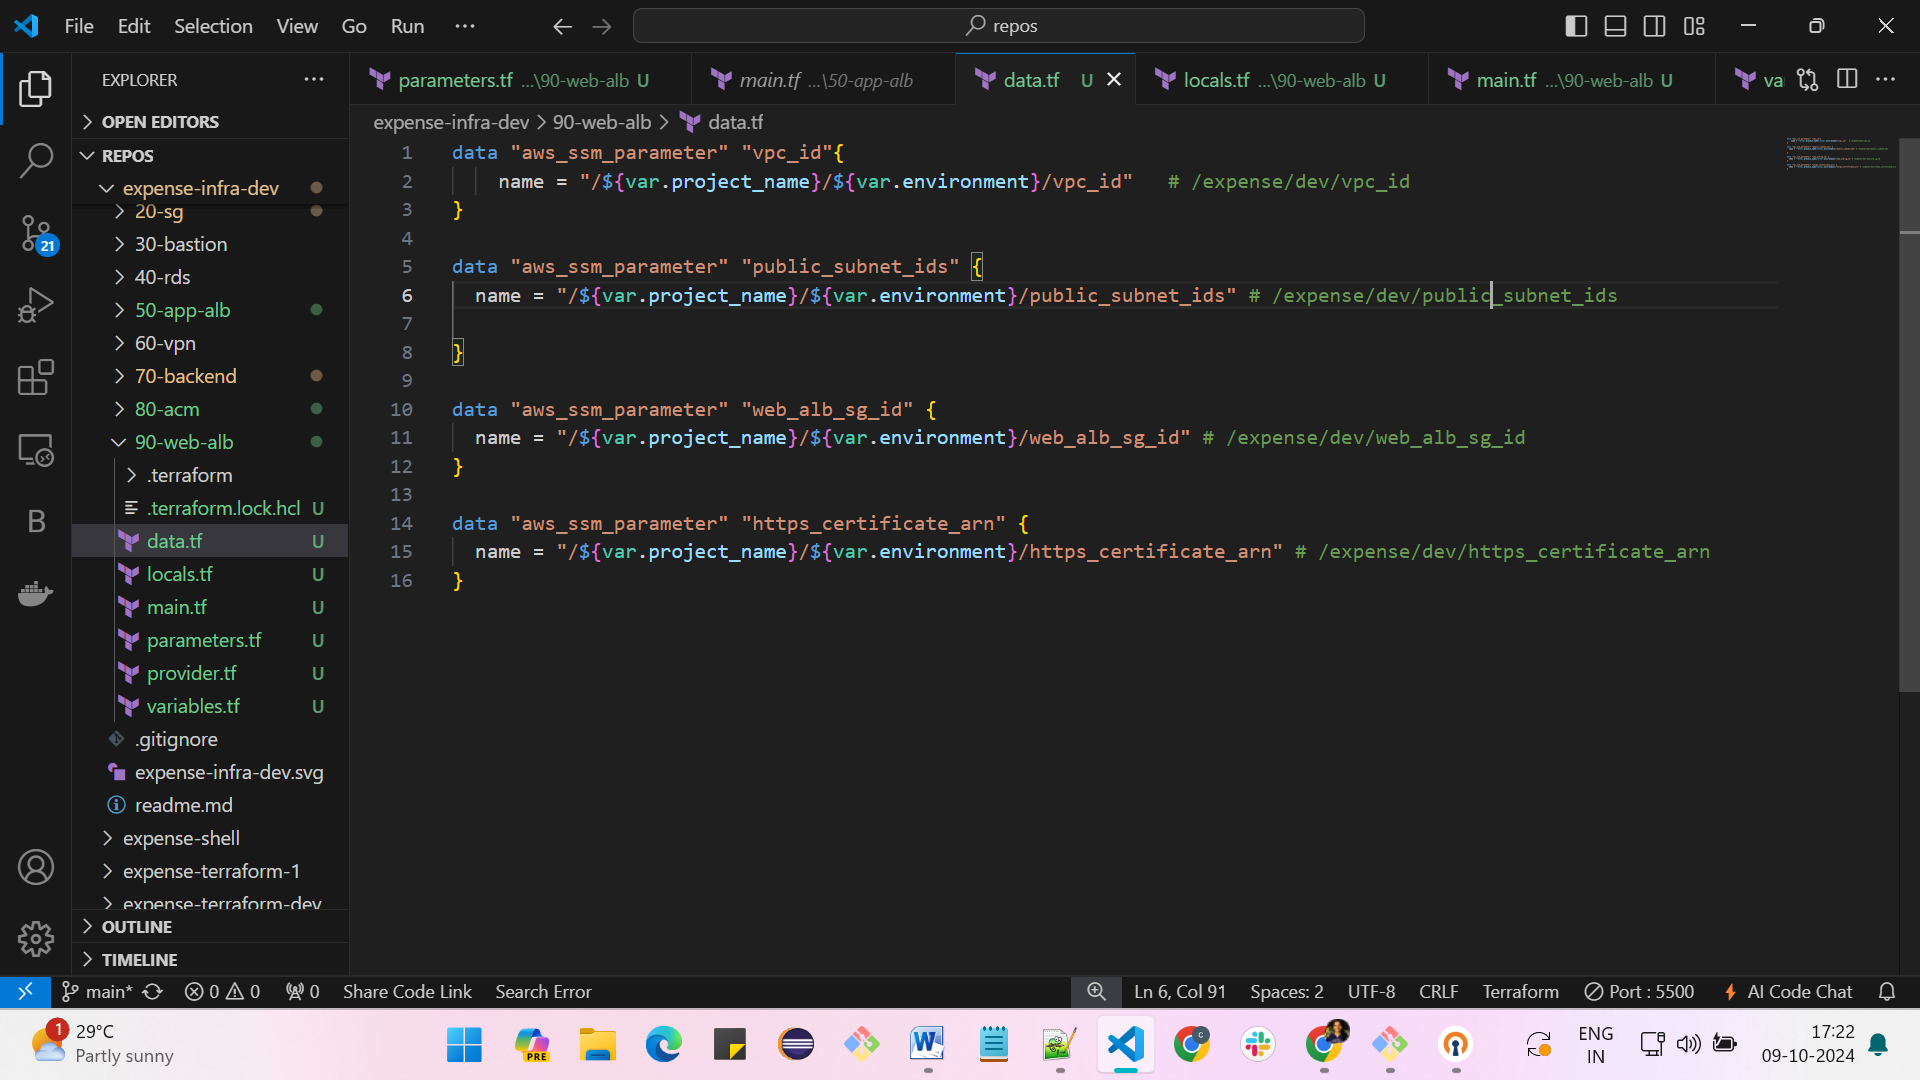 File Edit Selection View Go Run ··· repos
EXPLORER ···
OPEN EDITORS
REPOS
expense-infra-dev
20-sg
30-bastion
40-rds
50-app-alb
60-vpn
70-backend
80-acm
90-web-alb
.terraform
.terraform.lock.hcl U
data.tf U
locals.tf U
main.tf U
parameters.tf U
provider.tf U
variables.tf U
.gitignore
expense-infra-dev.svg
readme.md
expense-shell
expense-terraform-1
expense-terraform-dev
OUTLINE
TIMELINE
21
B
parameters.tf ...\90-web-alb U main.tf ...\50-app-alb data.tf U locals.tf ...\90-web-alb U main.tf ...\90-web-alb U va
expense-infra-dev > 90-web-alb > data.tf
1 data "aws_ssm_parameter" "vpc_id"{
2 name = "/${var.project_name}/${var.environment}/vpc_id" # /expense/dev/vpc_id
3 }
4
5 data "aws_ssm_parameter" "public_subnet_ids" {
6 name = "/${var.project_name}/${var.environment}/public_subnet_ids" # /expense/dev/public_subnet_ids
7
8 }
9
10 data "aws_ssm_parameter" "web_alb_sg_id" {
11 name = "/${var.project_name}/${var.environment}/web_alb_sg_id" # /expense/dev/web_alb_sg_id
12 }
13
14 data "aws_ssm_parameter" "https_certificate_arn" {
15 name = "/${var.project_name}/${var.environment}/https_certificate_arn" # /expense/dev/https_certificate_arn
16 }
main* 0 0 0 Share Code Link Search Error Ln 6, Col 91 Spaces: 2 UTF-8 CRLF Terraform Port : 5500 AI Code Chat
1 29°C
Partly sunny
PRE
W
C
ENG
IN
17:22
09-10-2024